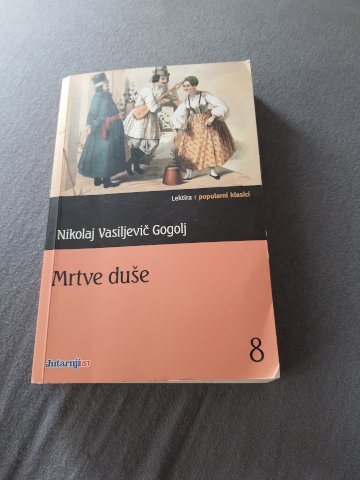 Lektira i popularni klasici
Nikolaj Vasiljevič Gogolj
Mrtve duše
8
Jutarnji LIST